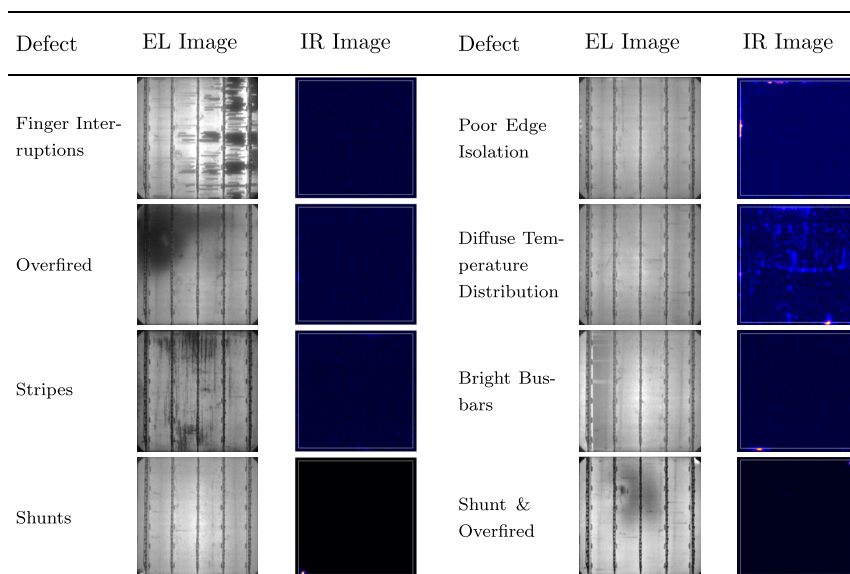 Defect EL Image IR Image Defect EL Image IR Image
Finger Inter-
ruptions
Poor Edge
Isolation
Overfired
Diffuse Tem-
perature
Distribution
Stripes
Bright Bus-
bars
Shunts
Shunt &
Overfired